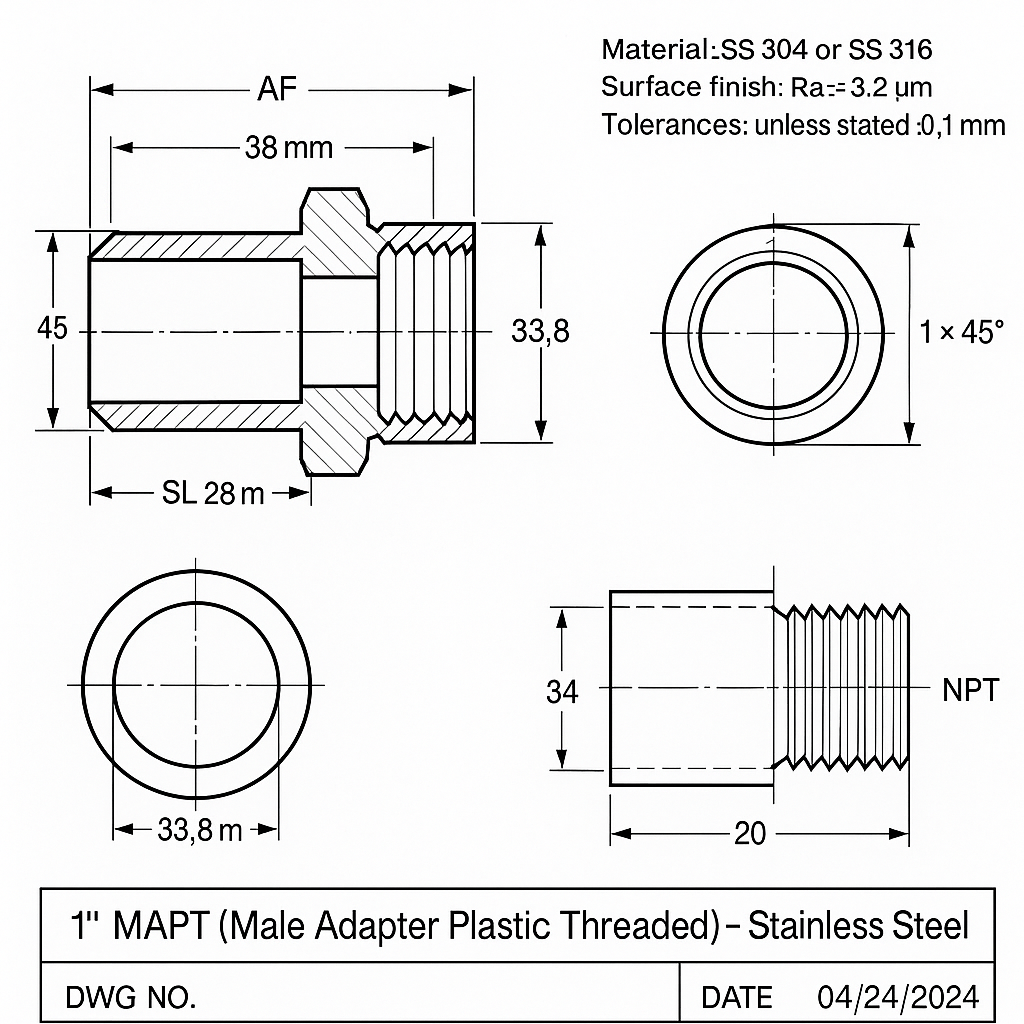 Material:SS 304 or SS 316
Surface finish: Ra-= 3.2 µm
Tolerances: unless stated :0,1 mm
AF
38 mm
45
33,8
1 × 45°
SL 28 m
34
NPT
33,8 m
20
1" MAPT (Male Adapter Plastic Threaded) – Stainless Steel
DWG NO.
DATE 04/24/2024